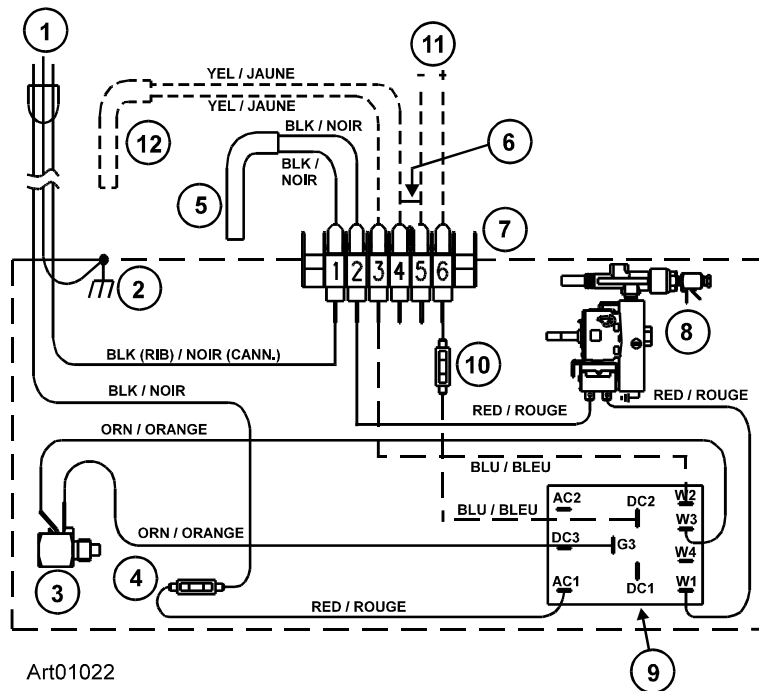 1
11
- +
YEL / JAUNE
YEL / JAUNE
12
BLK / NOIR
6
BLK /
NOIR
5
7
1 2 3 4 5 6
2
8
BLK (RIB) / NOIR (CANN.)
10
BLK / NOIR
RED / ROUGE
RED / ROUGE
ORN / ORANGE
BLU / BLEU
AC2
DC2
W2
BLU / BLEU
W3
ORN / ORANGE
DC3
G3
3
4
W4
AC1
DC1
W1
RED / ROUGE
9
Art01022